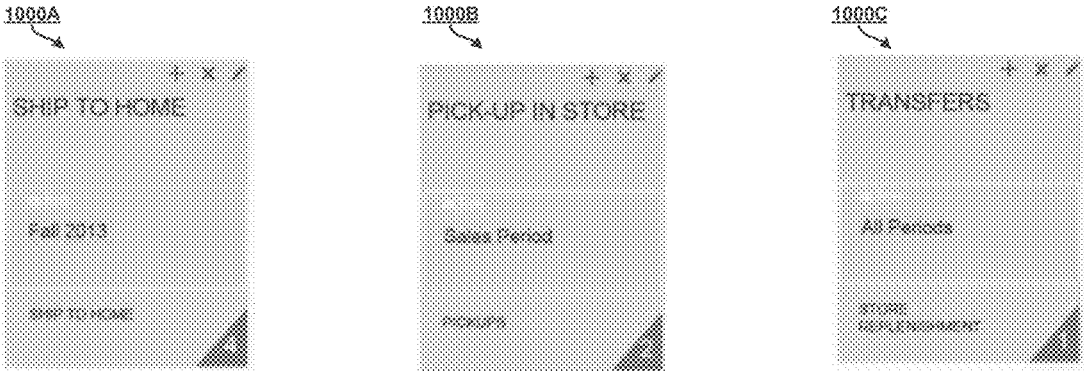 1000A
1000B
1000C
+ × /
SHIP TO HOME
Fall 2013
SHIP TO HOME
+ × /
PICK-UP IN STORE
Sales Period
PICKUPS
+ × /
TRANSFERS
All Periods
STORE
REPLENISHMENT